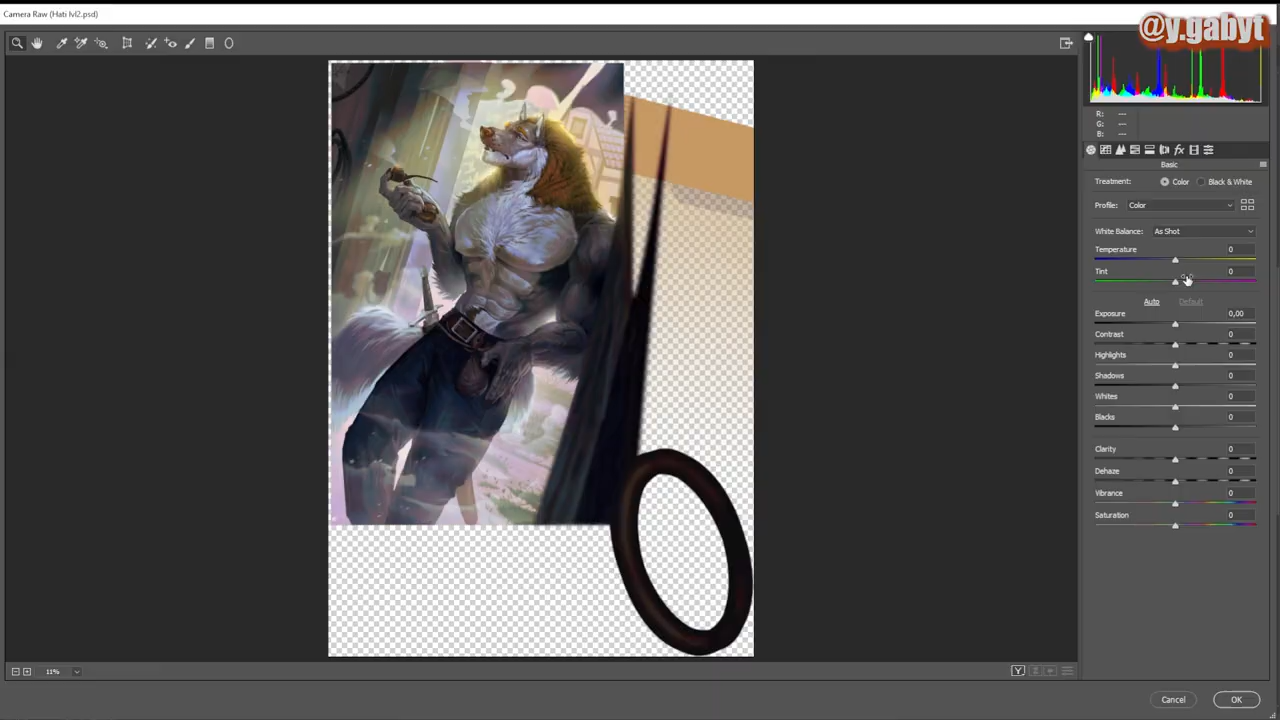 Camera Raw (Hati lvl2.psd)
@y.gabyt
R: ---
G: ---
B: ---
Basic
Treatment: Color Black & White
Profile: Color
White Balance: As Shot
Temperature 0
Tint 0
Auto Default
Exposure 0,00
Contrast 0
Highlights 0
Shadows 0
Whites 0
Blacks 0
Clarity 0
Dehaze 0
Vibrance 0
Saturation 0
11%
Y
Cancel OK